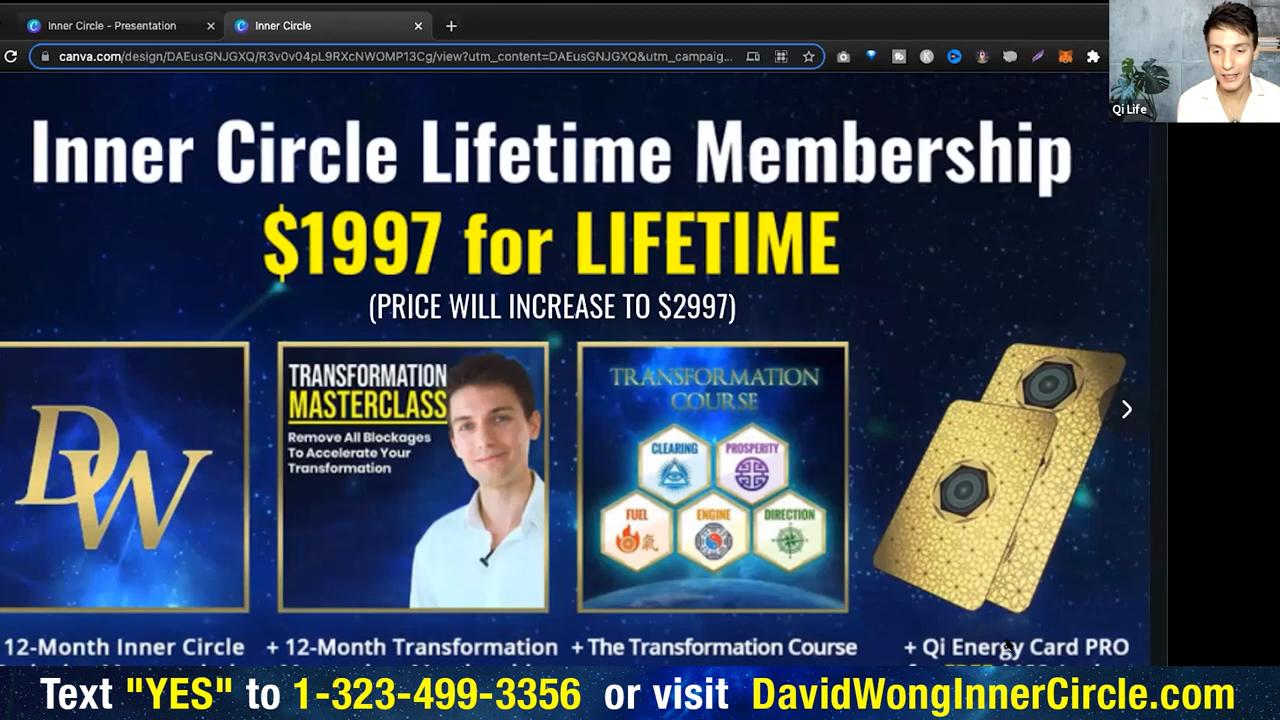 Inner Circle - Presentation
Inner Circle
canva.com/design/DAEusGNJGXQ/R3v0v04pL9RXcNWOMP13Cg/view?utm_content=DAEusGNJGXQ&utm_campaig...
Qi Life
Inner Circle Lifetime Membership
$1997 for LIFETIME
(PRICE WILL INCREASE TO $2997)
DW
TRANSFORMATION
MASTERCLASS
Remove All Blockages
To Accelerate Your
Transformation
TRANSFORMATION
COURSE
CLEARING
PROSPERITY
FUEL
氣
ENGINE
DIRECTION
12-Month Inner Circle
+ 12-Month Transformation
+ The Transformation Course
+ Qi Energy Card PRO
Text "YES" to 1-323-499-3356 or visit DavidWongInnerCircle.com